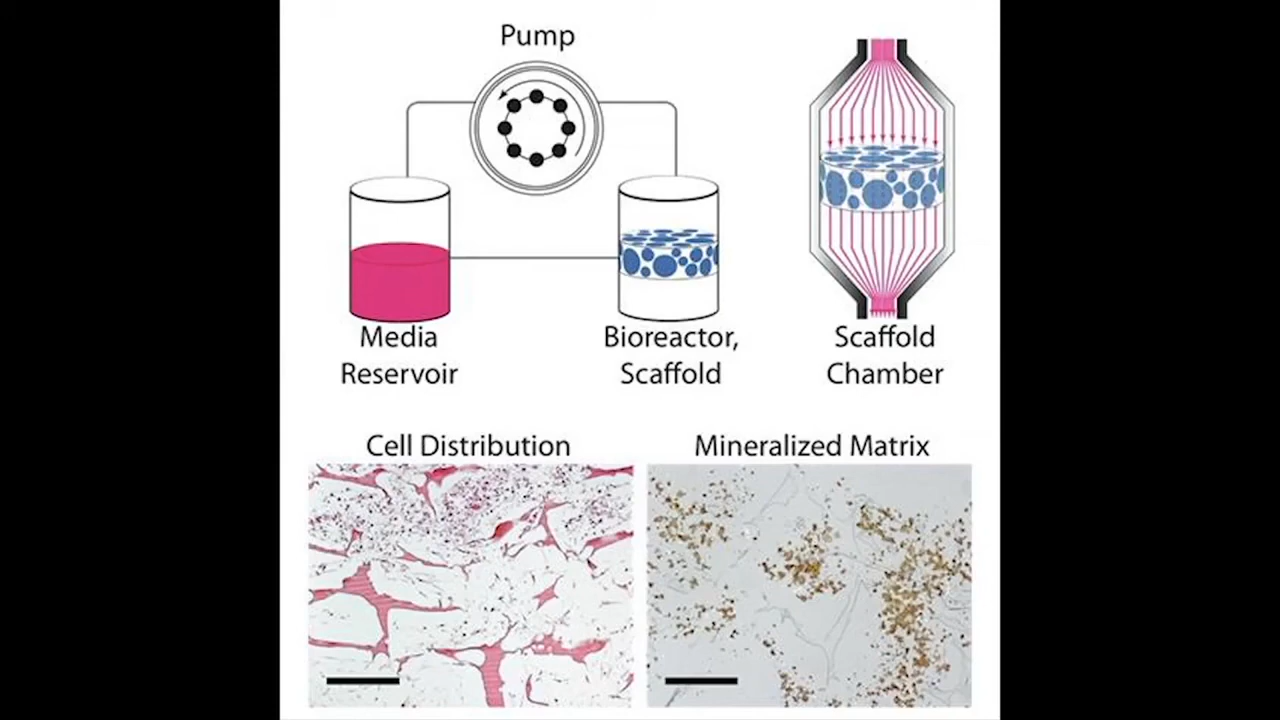 Pump
Media
Reservoir
Bioreactor,
Scaffold
Scaffold
Chamber
Cell Distribution
Mineralized Matrix